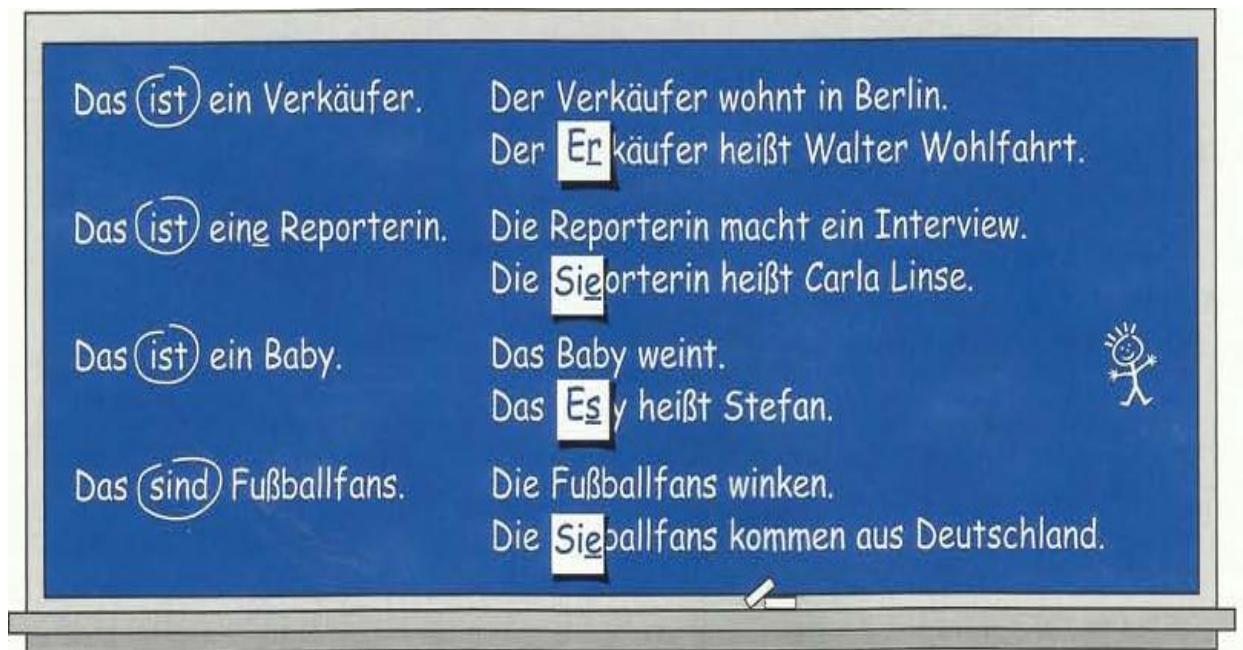 Das ist ein Verkäufer. Der Verkäufer wohnt in Berlin.
Der Er käufer heißt Walter Wohlfahrt.
Das ist eine Reporterin. Die Reporterin macht ein Interview.
Die Sie orterin heißt Carla Linse.
Das ist ein Baby. Das Baby weint.
Das Es y heißt Stefan.
Das sind Fußballfans. Die Fußballfans winken.
Die Sie ballfans kommen aus Deutschland.